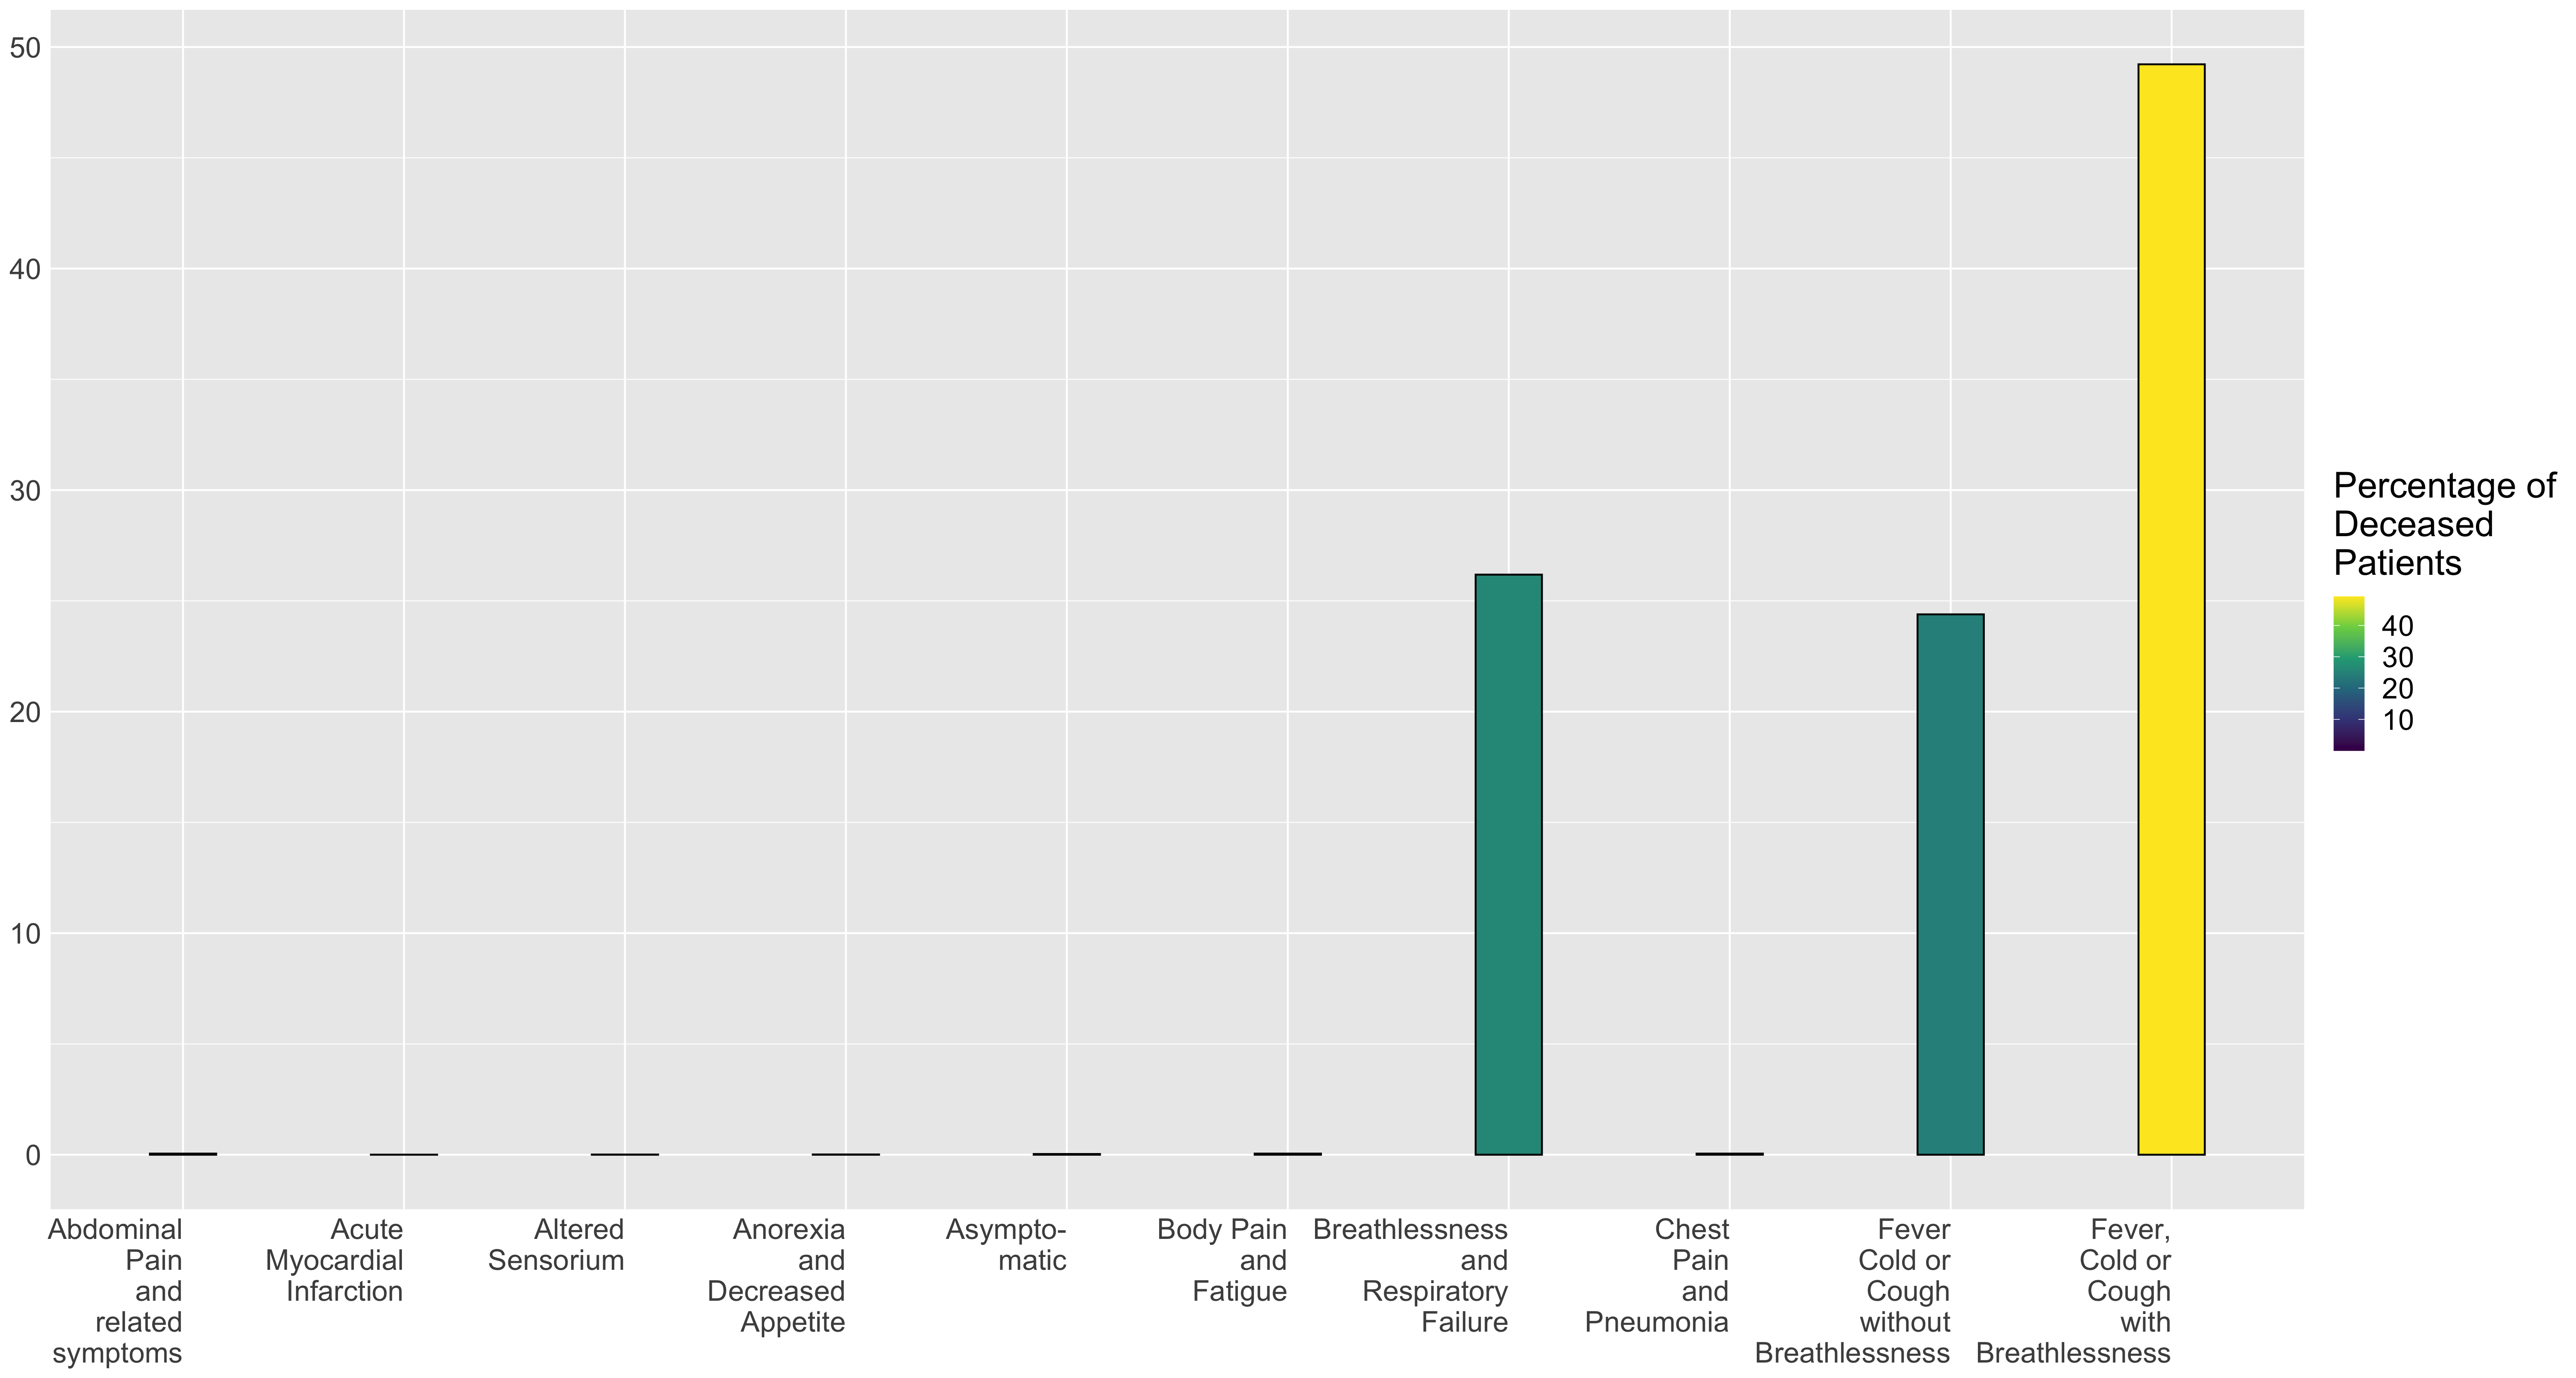 50
40
30
20
10
0
Abdominal
Pain
and
related
symptoms
Acute
Myocardial
Infarction
Altered
Sensorium
Anorexia
and
Decreased
Appetite
Asympto-
matic
Body Pain
and
Fatigue
Breathlessness
and
Respiratory
Failure
Chest
Pain
and
Pneumonia
Fever
Cold or
Cough
without
Breathlessness
Fever,
Cold or
Cough
with
Breathlessness
Percentage of
Deceased
Patients
40
30
20
10